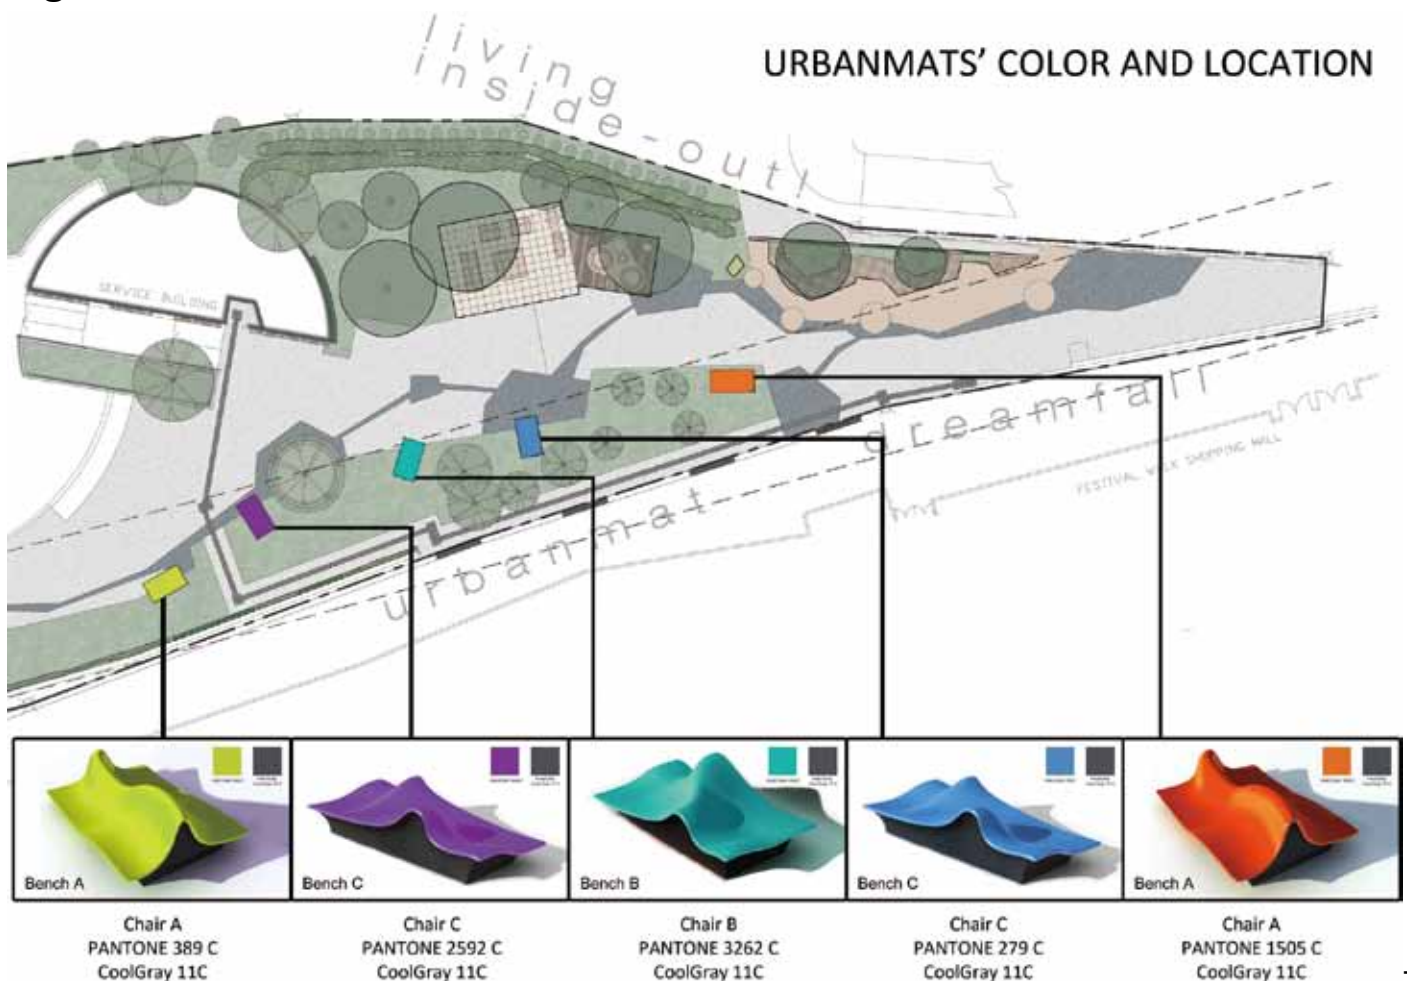 living
inside-out!
URBANMATS' COLOR AND LOCATION
SERVICE BUILDING
dreamfall
urbanmat
FESTIVAL WALK SHOPPING MALL
Bench A
Bench C
Bench B
Bench C
Bench A
Chair A
PANTONE 389 C
CoolGray 11C
Chair C
PANTONE 2592 C
CoolGray 11C
Chair B
PANTONE 3262 C
CoolGray 11C
Chair C
PANTONE 279 C
CoolGray 11C
Chair A
PANTONE 1505 C
CoolGray 11C